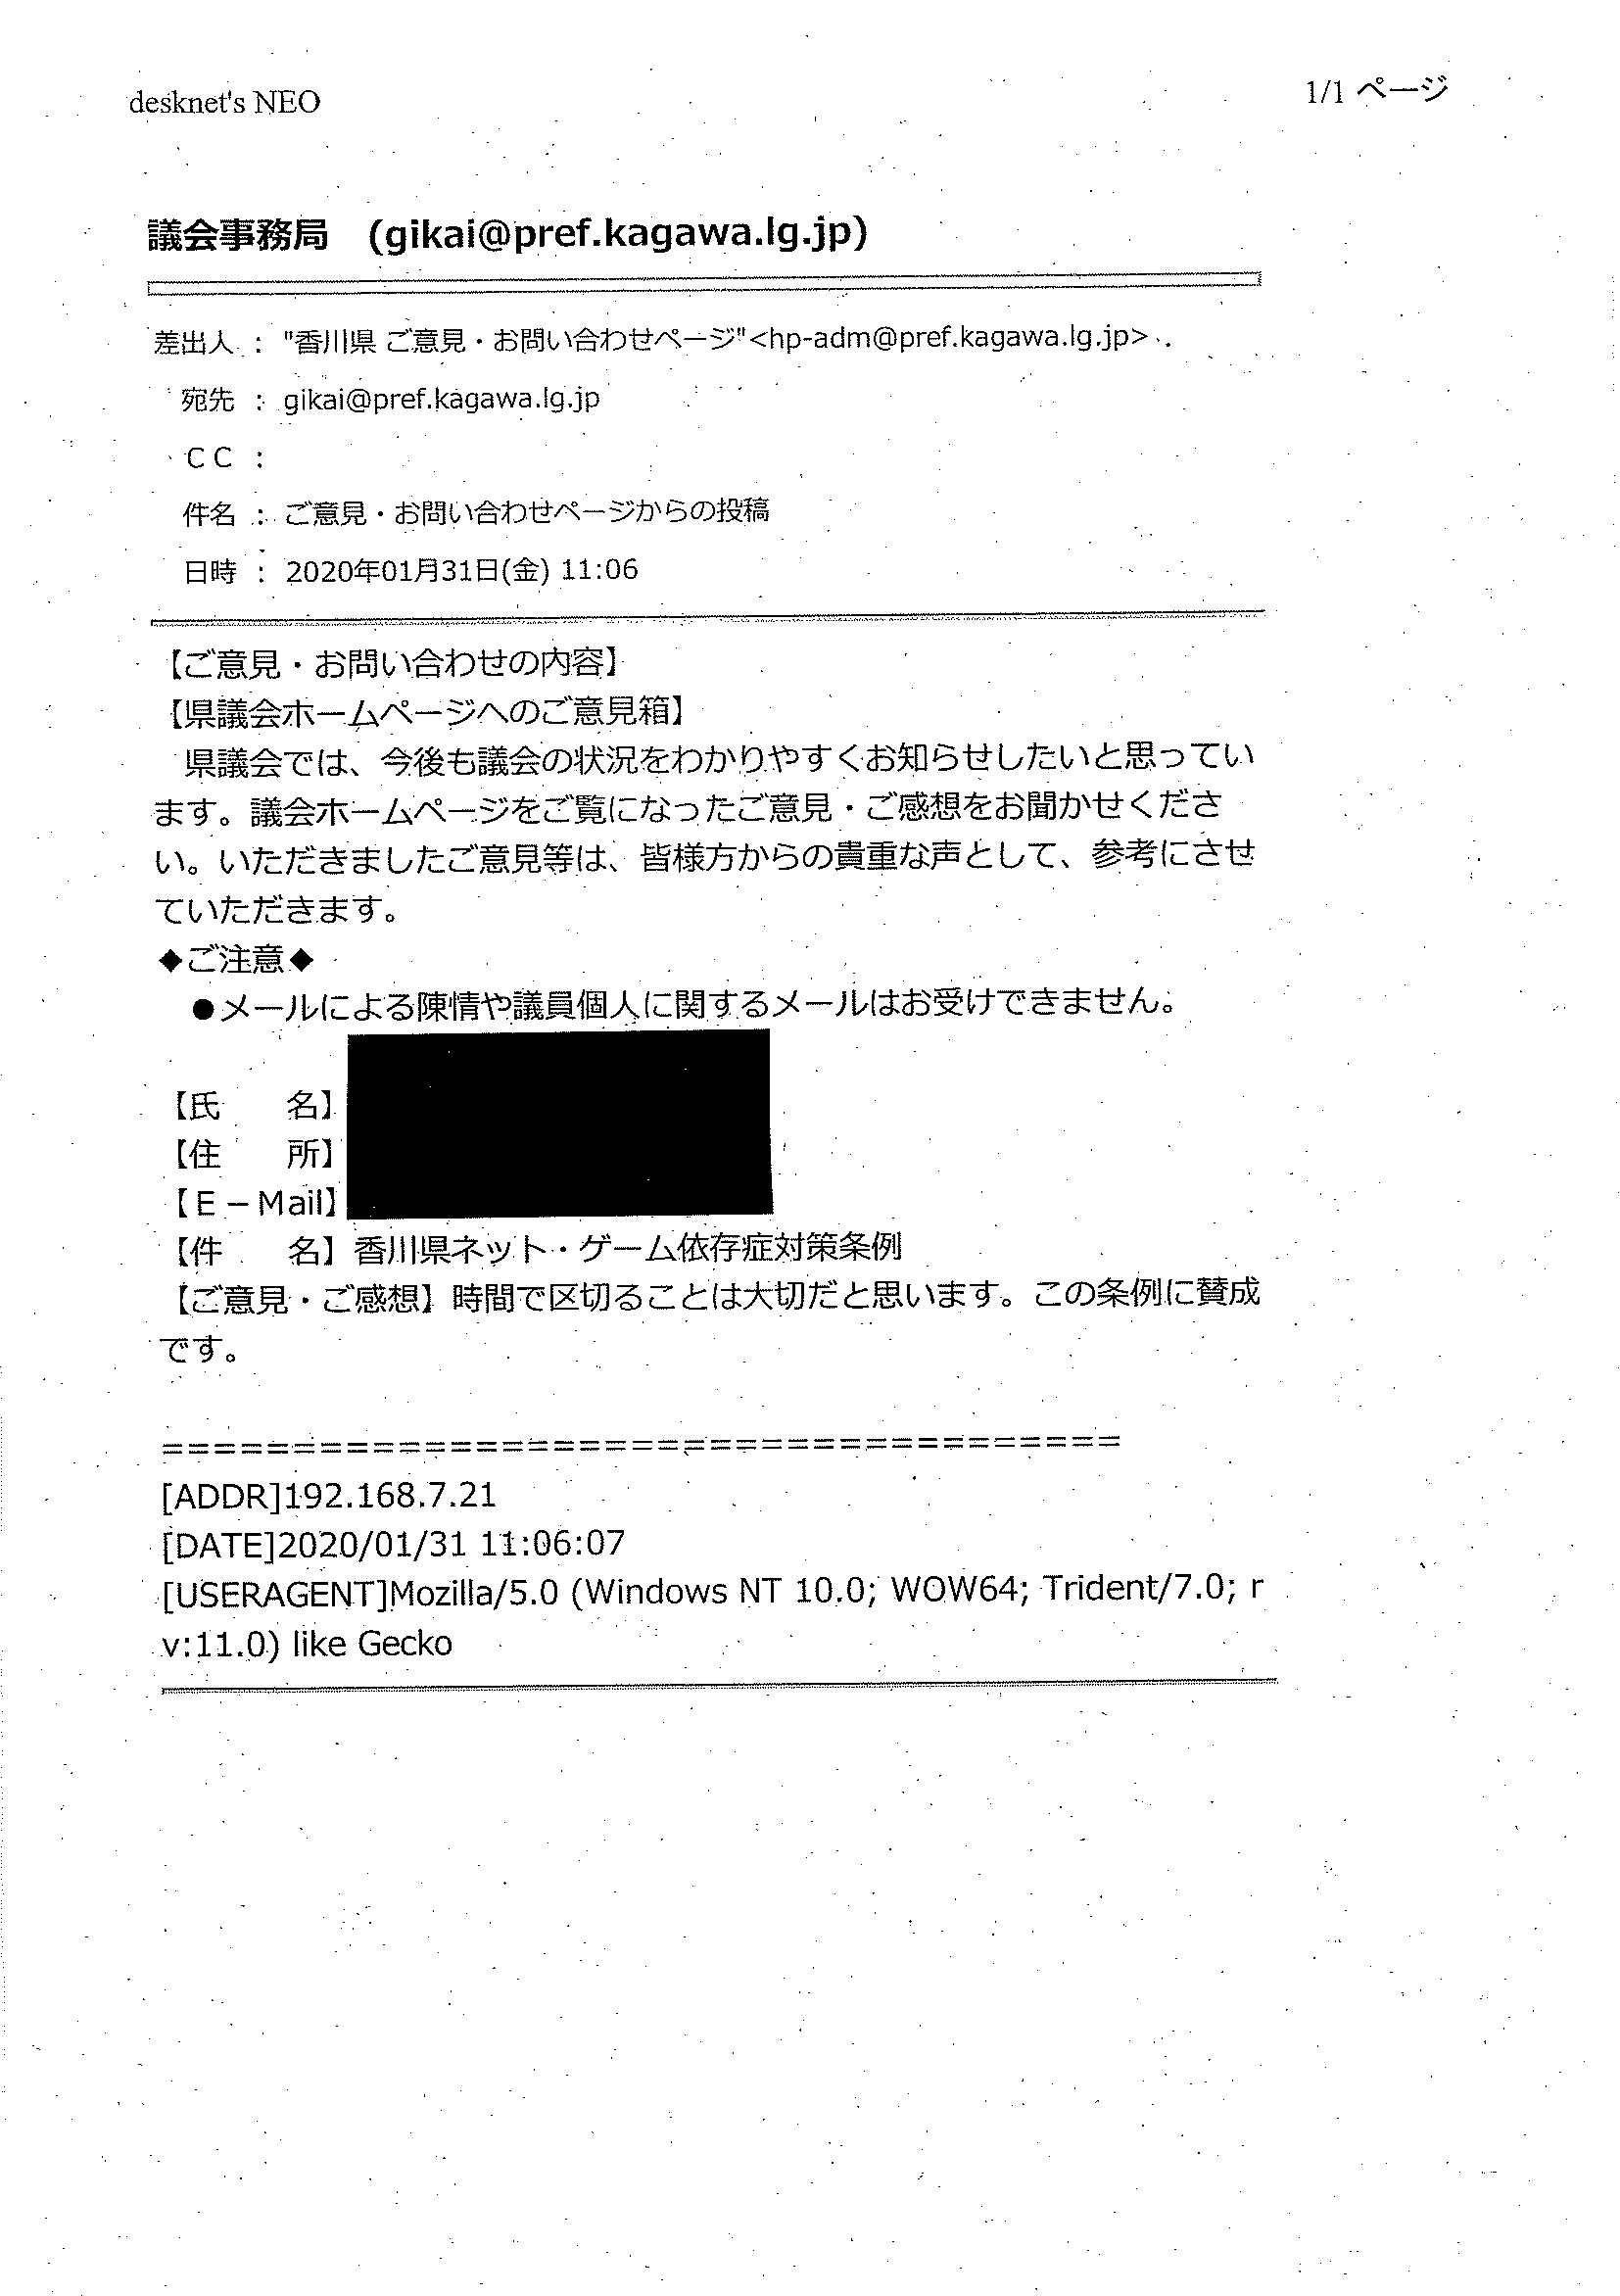 desknet's NEO
1/1 ページ
議会事務局　(gikai@pref.kagawa.lg.jp)
差出人 : "香川県 ご意見・お問い合わせページ"<hp-adm@pref.kagawa.lg.jp>
宛先 : gikai@pref.kagawa.lg.jp
ＣＣ :
件名 : ご意見・お問い合わせページからの投稿
日時 : 2020年01月31日(金) 11:06
【ご意見・お問い合わせの内容】
【県議会ホームページへのご意見箱】
県議会では、今後も議会の状況をわかりやすくお知らせしたいと思ってい
ます。議会ホームページをご覧になったご意見・ご感想をお聞かせくださ
い。いただきましたご意見等は、皆様方からの貴重な声として、参考にさせ
ていただきます。
◆ご注意◆
●メールによる陳情や議員個人に関するメールはお受けできません。
【氏　　名】
【住　　所】
【Ｅ－Mail】
【件　　名】香川県ネット・ゲーム依存症対策条例
【ご意見・ご感想】時間で区切ることは大切だと思います。この条例に賛成
です。
=====================================
[ADDR]192.168.7.21
[DATE]2020/01/31 11:06:07
[USERAGENT]Mozilla/5.0 (Windows NT 10.0; WOW64; Trident/7.0; r
v:11.0) like Gecko